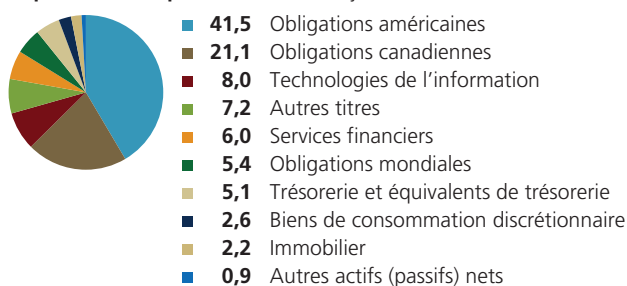 41,5 Obligations américaines
21,1 Obligations canadiennes
8,0 Technologies de l'information
7,2 Autres titres
6,0 Services financiers
5,4 Obligations mondiales
5,1 Trésorerie et équivalents de trésorerie
2,6 Biens de consommation discrétionnaire
2,2 Immobilier
0,9 Autres actifs (passifs) nets